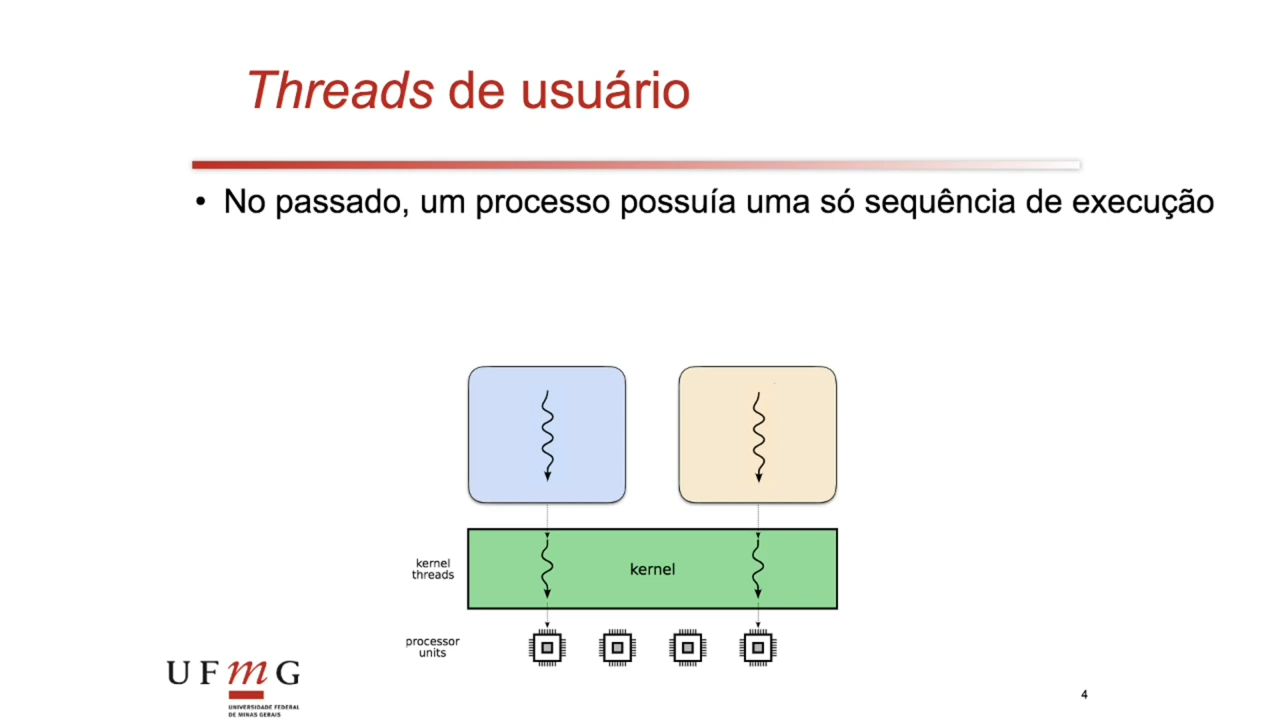 Threads de usuário
• No passado, um processo possuía uma só sequência de execução
kernel
threads
kernel
processor
units
UFmG
UNIVERSIDADE FEDERAL
DE MINAS GERAIS
4